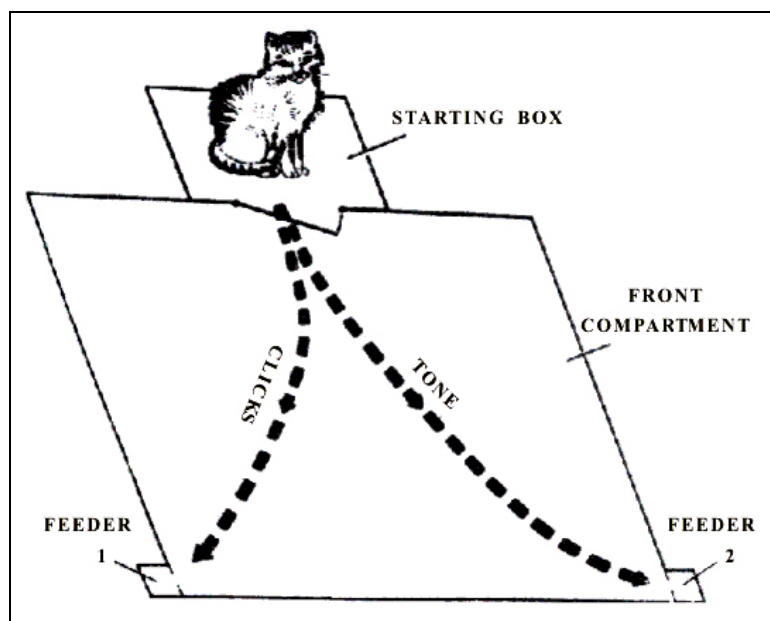 STARTING BOX
FRONT
COMPARTMENT
CLICKS
TONE
FEEDER
1
FEEDER
2